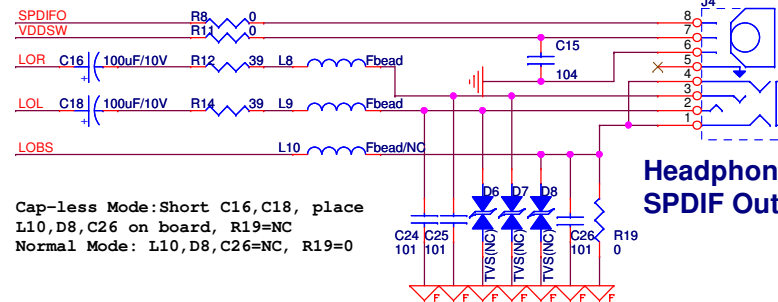 J4
SPDIFO R8 0 8
VDDSW R11 0 7
C15 6
LOR C16 100uF/10V R12 39 L8 Fbead 5
104 4
3
LOL C18 100uF/10V R14 39 L9 Fbead 2
1
LOBS L10 Fbead/NC
Headphon
SPDIF Out
D6 D7 D8
Cap-less Mode:Short C16,C18, place
L10,D8,C26 on board, R19=NC
Normal Mode: L10,D8,C26=NC, R19=0
C24 C25 C26 R19
101 101 101 0
TVS(NC) TVS(NC) TVS(NC)
F F F F F F F